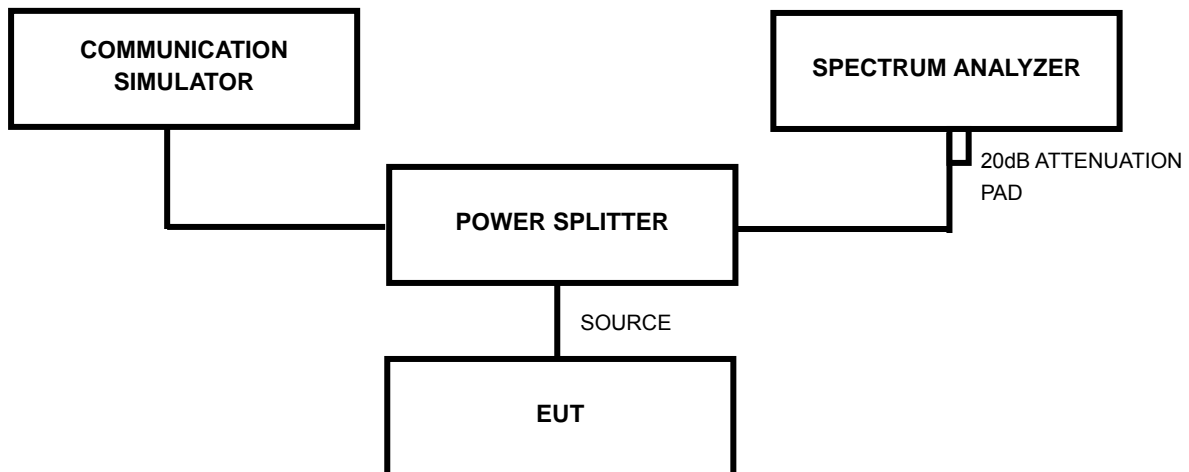 COMMUNICATION
SIMULATOR
SPECTRUM ANALYZER
20dB ATTENUATION
PAD
POWER SPLITTER
SOURCE
EUT